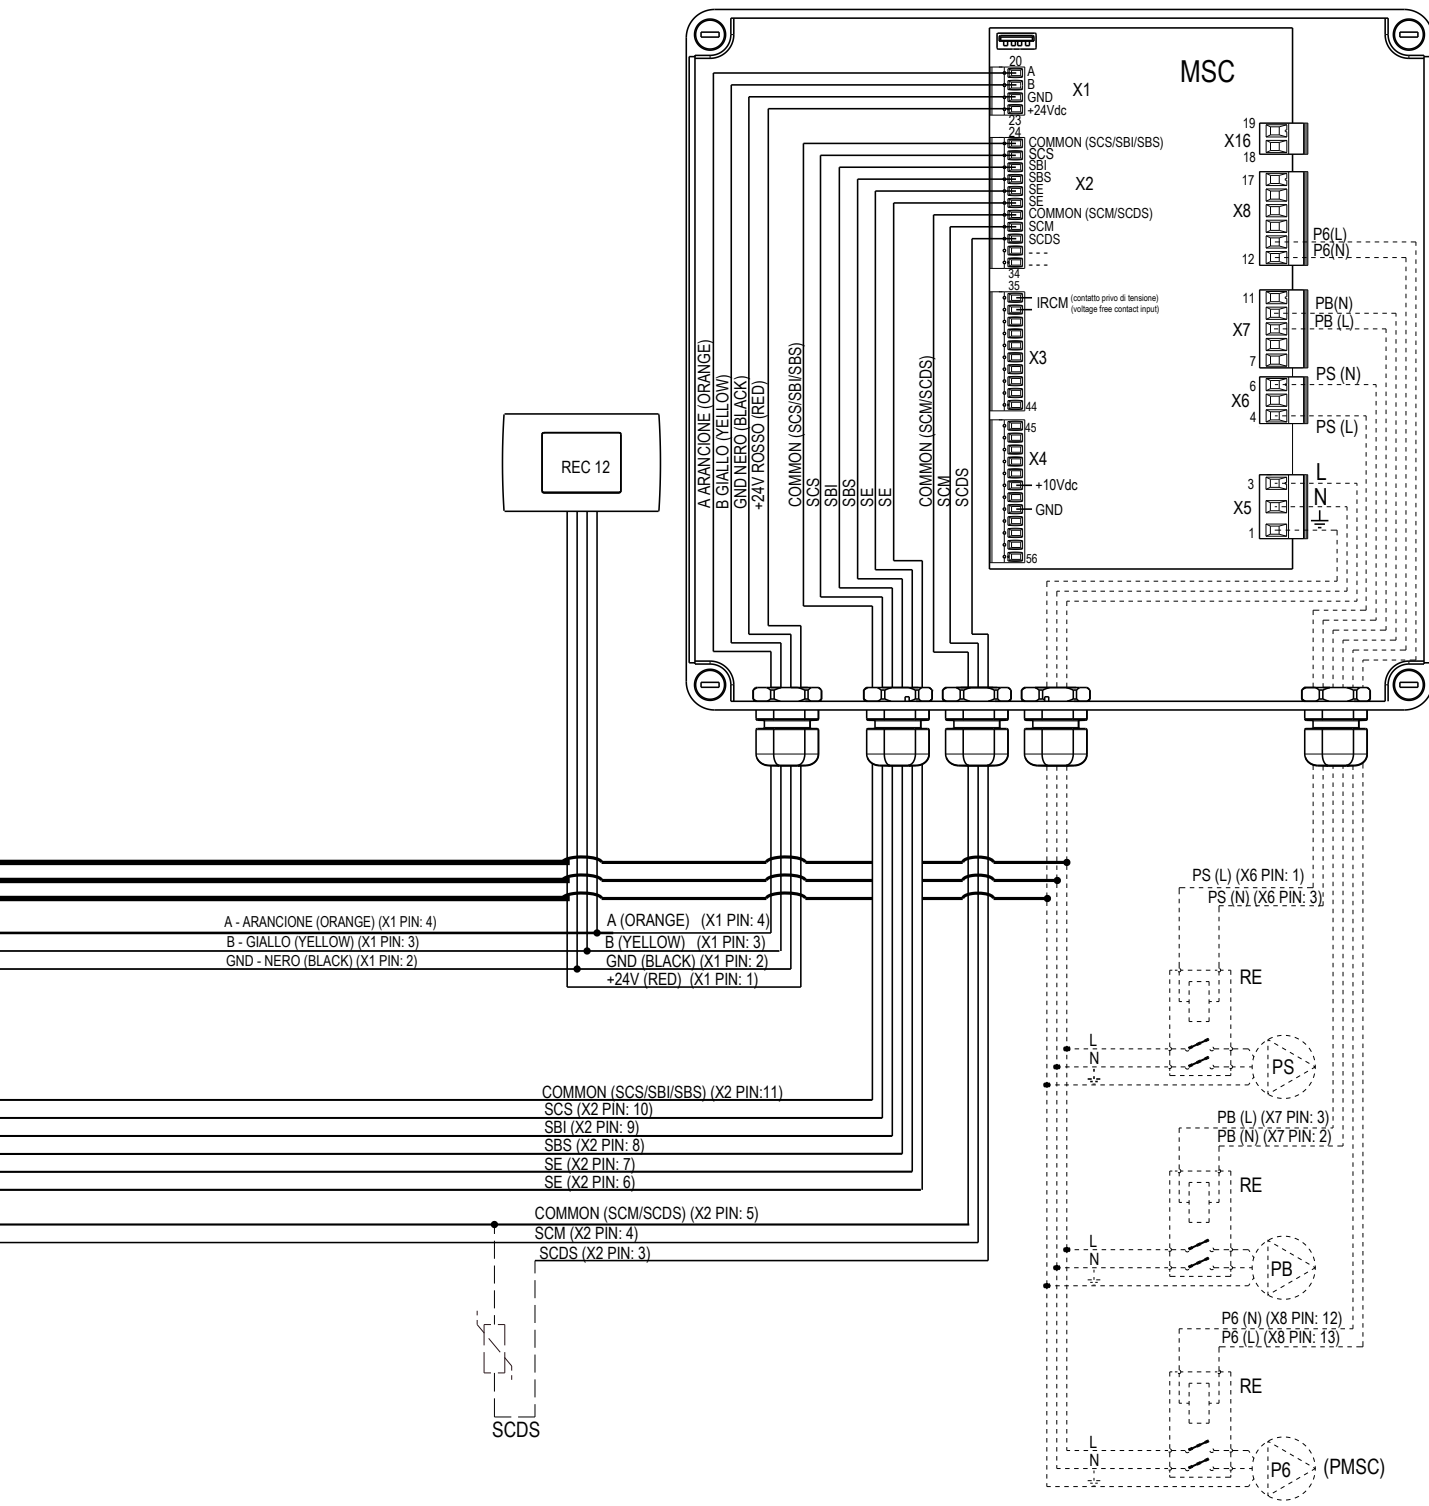 MSC
20
A
B
GND
+24Vdc
X1
23
24
COMMON (SCS/SBI/SBS)
SCS
SBI
SBS
SE
SE
COMMON (SCM/SCDS)
SCM
SCDS
---
---
X2
34
35
IRCM (contatto privo di tensione)
(voltage free contact input)
X3
44
45
X4
+10Vdc
GND
56
19
X16
18
17
X8
12
P6(L)
P6(N)
11
X7
7
PB(N)
PB (L)
6
X6
4
PS (N)
PS (L)
3
X5
1
L
N
A ARANCIONE (ORANGE)
B GIALLO (YELLOW)
GND NERO (BLACK)
+24V ROSSO (RED)
COMMON (SCS/SBI/SBS)
SCS
SBI
SBS
SE
SE
COMMON (SCM/SCDS)
SCM
SCDS
REC 12
A - ARANCIONE (ORANGE) (X1 PIN: 4)
B - GIALLO (YELLOW) (X1 PIN: 3)
GND - NERO (BLACK) (X1 PIN: 2)
A (ORANGE) (X1 PIN: 4)
B (YELLOW) (X1 PIN: 3)
GND (BLACK) (X1 PIN: 2)
+24V (RED) (X1 PIN: 1)
COMMON (SCS/SBI/SBS) (X2 PIN:11)
SCS (X2 PIN: 10)
SBI (X2 PIN: 9)
SBS (X2 PIN: 8)
SE (X2 PIN: 7)
SE (X2 PIN: 6)
COMMON (SCM/SCDS) (X2 PIN: 5)
SCM (X2 PIN: 4)
SCDS (X2 PIN: 3)
SCDS
PS (L) (X6 PIN: 1)
PS (N) (X6 PIN: 3)
RE
L
N
PS
PB (L) (X7 PIN: 3)
PB (N) (X7 PIN: 2)
RE
L
N
PB
P6 (N) (X8 PIN: 12)
P6 (L) (X8 PIN: 13)
RE
L
N
P6
(PMSC)